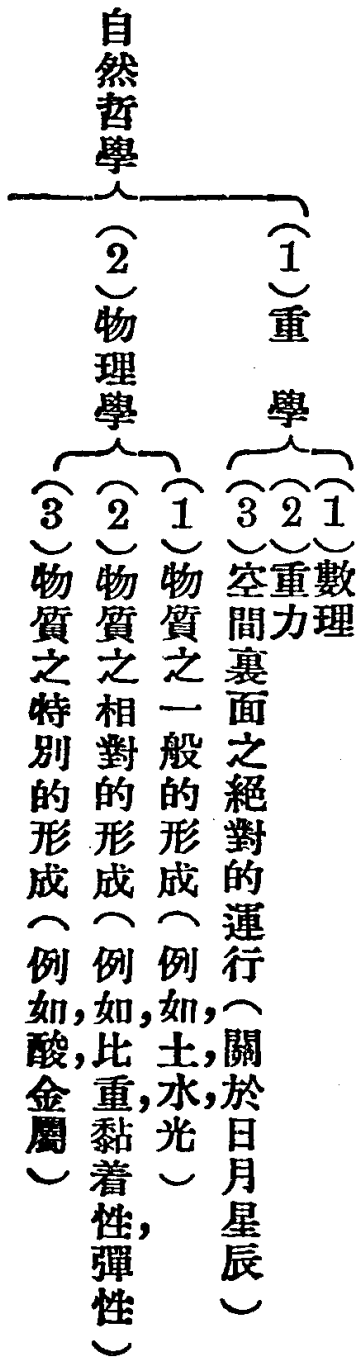 自然哲學
(1)重學
(1)數理
(2)重力
(3)空間裏面之絕對的運行(關於日月星辰)
(2)物理學
(1)物質之一般的形成(例如,土,水,光)
(2)物質之相對的形成(例如,比重,黏着性,彈性)
(3)物質之特別的形成(例如,酸,金屬)